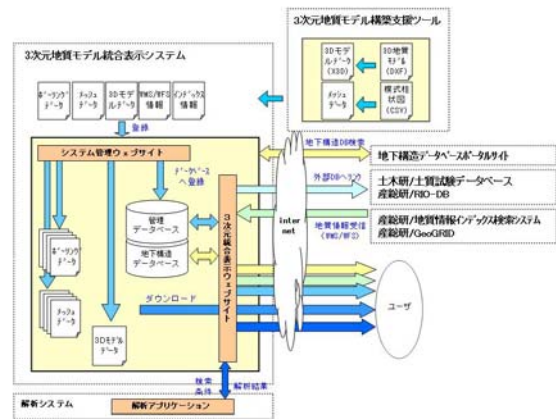 3次元地質モデル構築支援ツール
3Dモデ
ルデータ
(X3D)
3D地質
モデル
(DXF)
メッシュ
データ
模式柱
状図
(CSV)
3次元地質モデル統合表示システム
ボーリング
データ
メッシュ
データ
3Dモデル
データ
WMS/WFS
情報
インデックス
情報
登録
システム管理ウェブサイト
データベース
へ登録
管理
データベース
地下構造
データベース
3次元統合表示ウェブサイト
ボーリング
データ
メッシュ
データ
3Dモデル
データ
ダウンロード
地下構造DB検索
外部DBへリンク
地質情報受信
(WMS/WFS)
inter
net
地下構造データベースポータルサイト
土木研/土質試験データベース
産総研/RIO-DB
産総研/地質情報インデックス検索システム
産総研/GeoGRID
ユーザ
検索
条件
解析結果
解析システム
解析アプリケーション